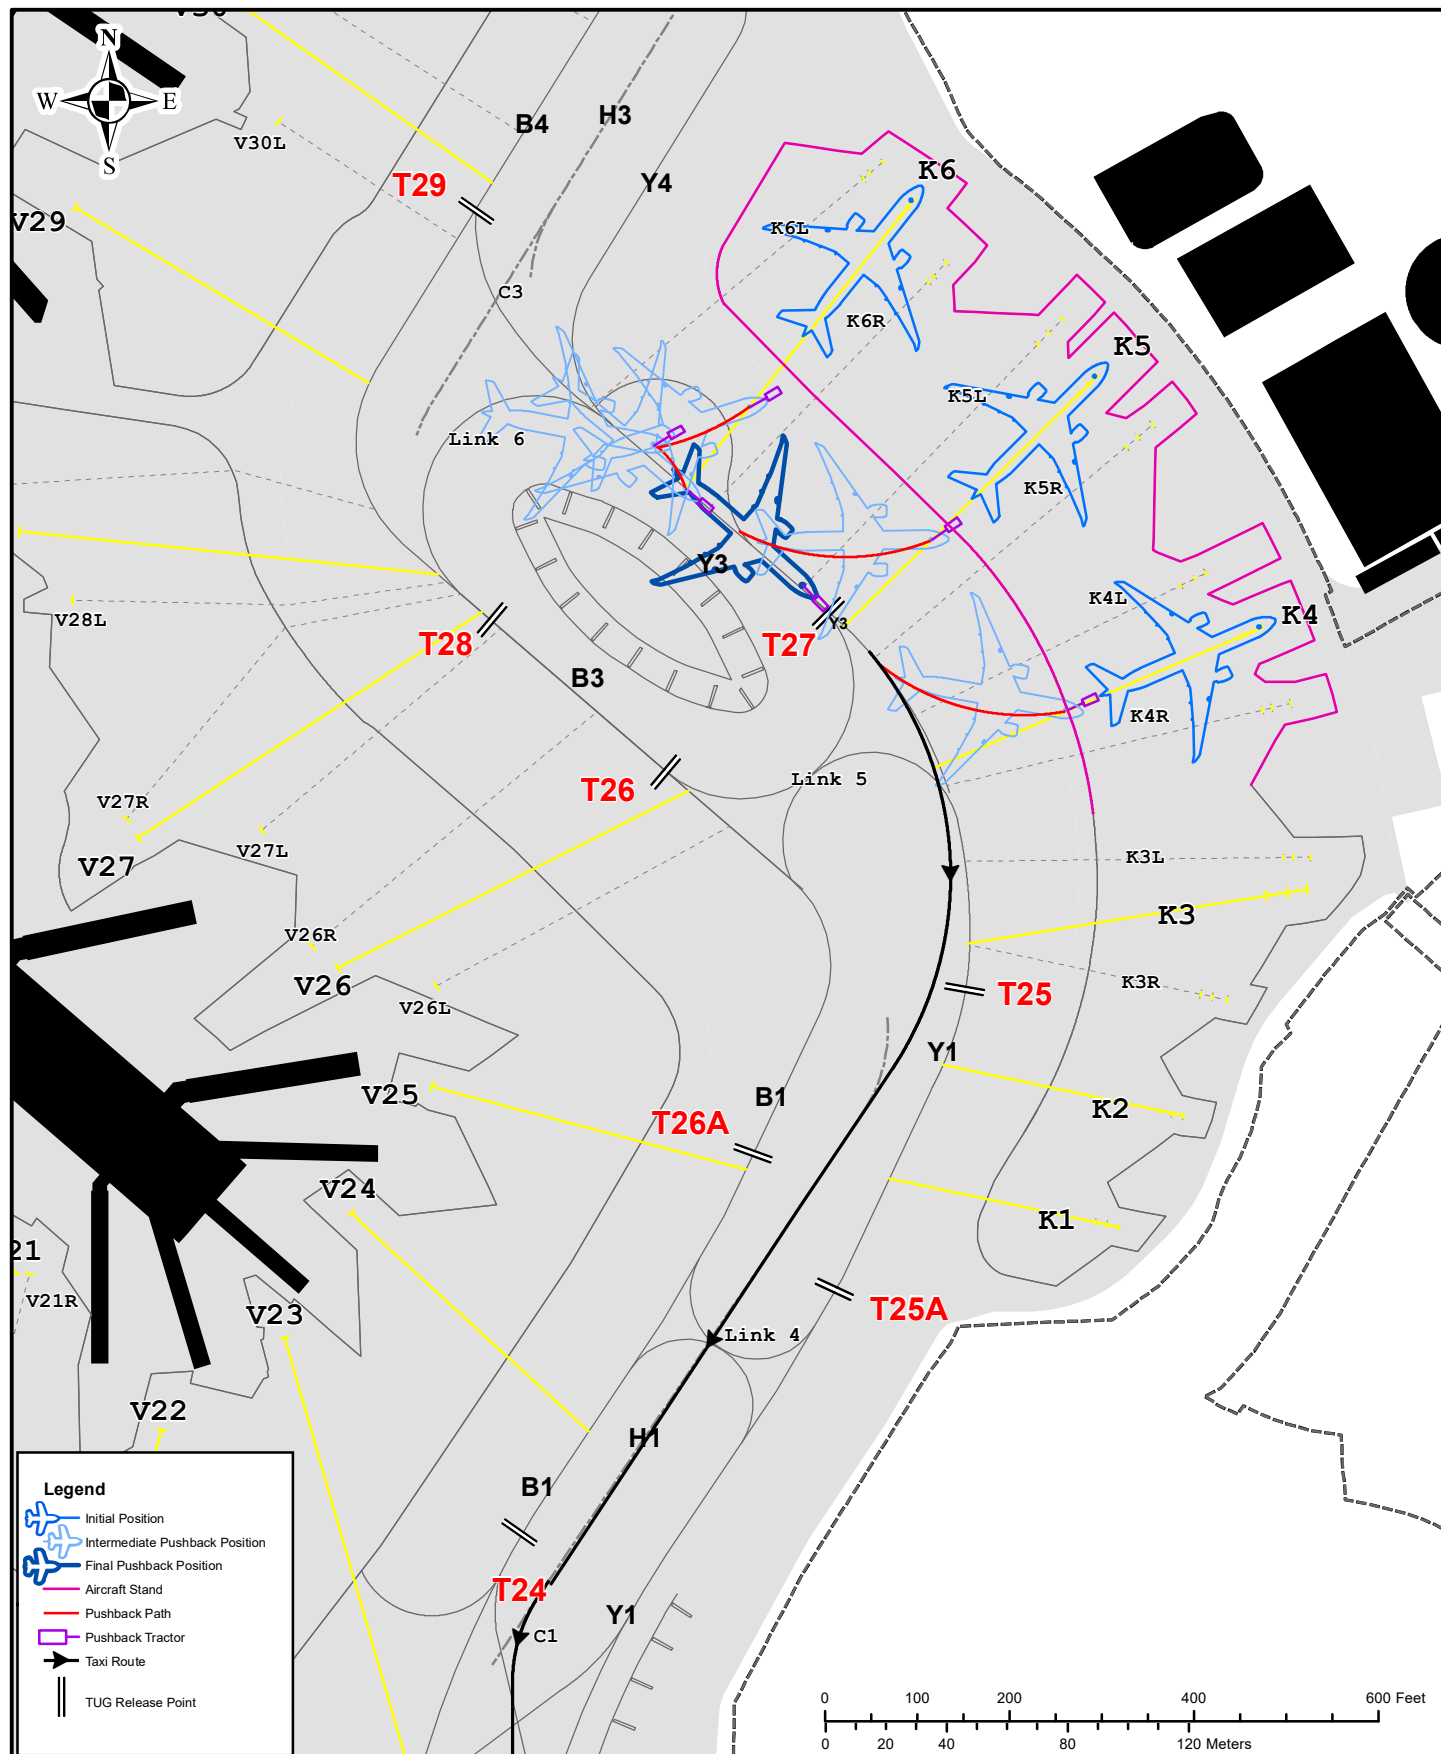 V30
N
W
E
S
B4
H3
V30L
T29
Y4
K6
V29
K6L
C3
K6R
K5
K5L
Link 6
K5R
Y3
K4L
V28L
T28
T27
Y3
K4
B3
K4R
T26
Link 5
V27R
V27
V27L
K3L
K3
V26R
V26
V26L
K3R
T25
Y1
V25
B1
K2
T26A
V24
K1
21
V21R
V23
T25A
Link 4
V22
H1
B1
T24
Y1
C1
Legend
Initial Position
Intermediate Pushback Position
Final Pushback Position
Aircraft Stand
Pushback Path
Pushback Tractor
Taxi Route
TUG Release Point
0 100 200 400 600 Feet
0 20 40 80 120 Meters